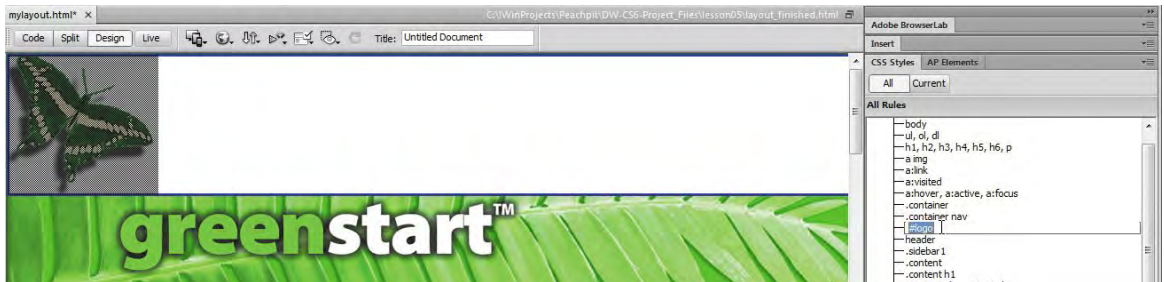 mylayout.html* ×
C:\WinProjects\Peachpit\DW-CS6-Project_Files\lesson05\layout_finished.html
Code Split Design Live Title: Untitled Document
greenstart™
Adobe BrowserLab
Insert
CSS Styles AP Elements
All Current
All Rules
body
ul, ol, dl
h1, h2, h3, h4, h5, h6, p
a img
a:link
a:visited
a:hover, a:active, a:focus
.container
.container nav
#logo
header
.sidebar1
.content
.content h1